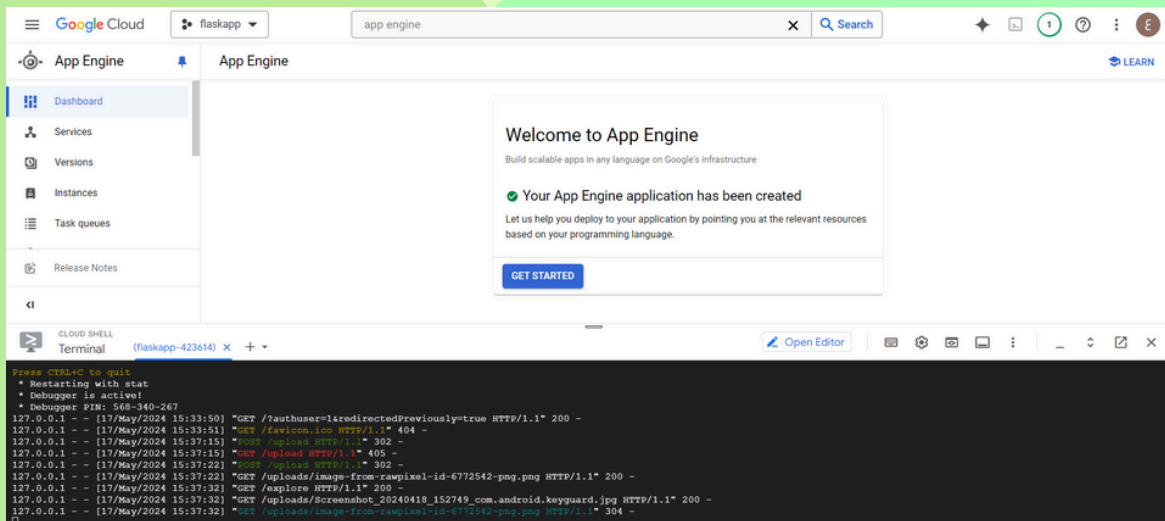 Google Cloud
flaskapp
app engine
Search
1
ε
App Engine
App Engine
LEARN
Dashboard
Services
Versions
Instances
Task queues
Release Notes
Welcome to App Engine
Build scalable apps in any language on Google's infrastructure
Your App Engine application has been created
Let us help you deploy to your application by pointing you at the relevant resources
based on your programming language.
GET STARTED
CLOUD SHELL
Terminal
(flaskapp-423614)
Open Editor
Press CTRL+C to quit
* Restarting with stat
* Debugger is active!
* Debugger PIN: 568-340-267
127.0.0.1 - - [17/May/2024 15:33:50] "GET /?authuser=1&redirectedPreviously=true HTTP/1.1" 200 -
127.0.0.1 - - [17/May/2024 15:33:51] "GET /favicon.ico HTTP/1.1" 404 -
127.0.0.1 - - [17/May/2024 15:37:15] "POST /upload HTTP/1.1" 302 -
127.0.0.1 - - [17/May/2024 15:37:15] "GET /upload HTTP/1.1" 405 -
127.0.0.1 - - [17/May/2024 15:37:22] "POST /upload HTTP/1.1" 302 -
127.0.0.1 - - [17/May/2024 15:37:22] "GET /uploads/image-from-rawpixel-id-6772542-png.png HTTP/1.1" 200 -
127.0.0.1 - - [17/May/2024 15:37:32] "GET /explore HTTP/1.1" 200 -
127.0.0.1 - - [17/May/2024 15:37:32] "GET /uploads/Screenshot_20240418_152749_com.android.keyguard.jpg HTTP/1.1" 200 -
127.0.0.1 - - [17/May/2024 15:37:32] "GET /uploads/image-from-rawpixel-id-6772542-png.png HTTP/1.1" 304 -